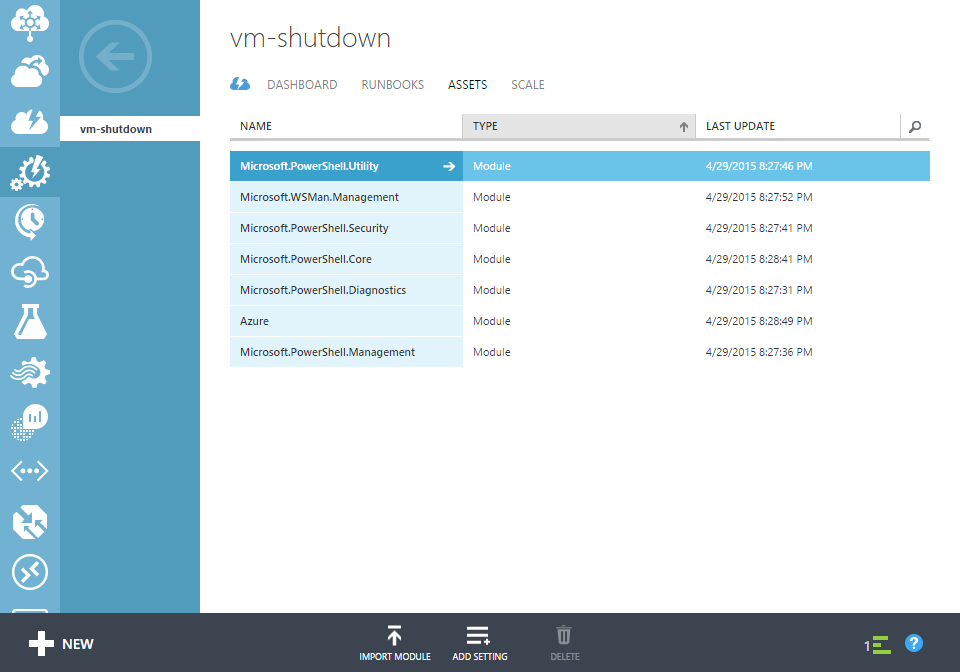 vm-shutdown
DASHBOARD RUNBOOKS ASSETS SCALE
vm-shutdown
NAME TYPE LAST UPDATE
Microsoft.PowerShell.Utility Module 4/29/2015 8:27:46 PM
Microsoft.WSMan.Management Module 4/29/2015 8:27:52 PM
Microsoft.PowerShell.Security Module 4/29/2015 8:27:41 PM
Microsoft.PowerShell.Core Module 4/29/2015 8:28:41 PM
Microsoft.PowerShell.Diagnostics Module 4/29/2015 8:27:31 PM
Azure Module 4/29/2015 8:28:49 PM
Microsoft.PowerShell.Management Module 4/29/2015 8:27:36 PM
NEW IMPORT MODULE ADD SETTING DELETE 1 ?